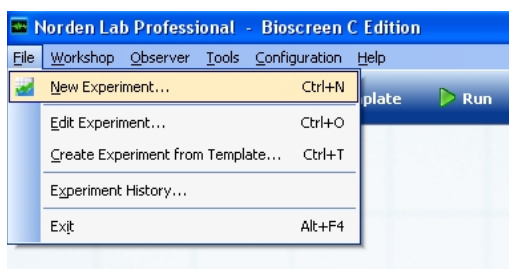 Norden Lab Professional - Bioscreen C Edition
File Workshop Observer Tools Configuration Help
New Experiment... Ctrl+N
plate Run
Edit Experiment... Ctrl+O
Create Experiment from Template... Ctrl+T
Experiment History...
Exit Alt+F4